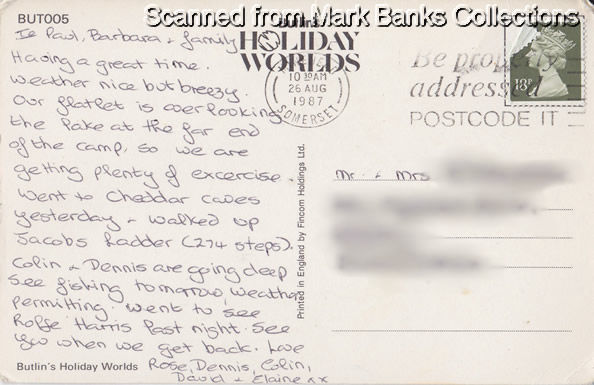 Scanned from Mark Banks Collections
BUT005
Butlin's
HOLIDAY
WORLDS
To Paul, Barbara + family
Having a great time.
weather nice but breezy.
Our flatlet is overlooking
the lake at the far end
of the camp, so we are
getting plenty of excercise.
went to Cheddar caves
yesterday + walked up
Jacobs Ladder (274 steps).
Colin + Dennis are going deep
see fishing tomorrow, weather
permitting. went to see
Rolfe Harris last night. See
you when we get back. Love
Rose, Dennis, Colin,
David + Elaine xx
Butlin's Holiday Worlds
Printed in England by Fincom Holdings Ltd.
10 30AM
26 AUG
1987
SOMERSET
Be properly
addressed
POSTCODE IT
18P
Mr. + Mrs